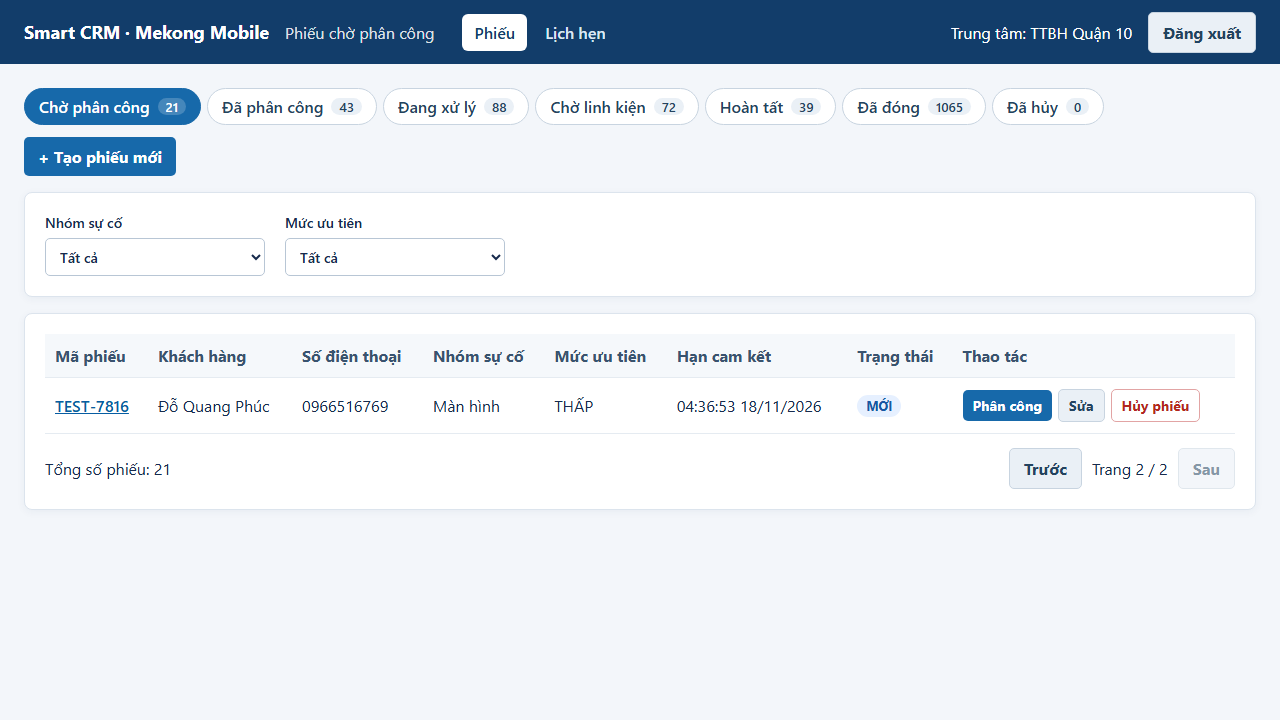 Smart CRM · Mekong Mobile Phiếu chờ phân công Phiếu Lịch hẹn Trung tâm: TTBH Quận 10 Đăng xuất
Chờ phân công 21 Đã phân công 43 Đang xử lý 88 Chờ linh kiện 72 Hoàn tất 39 Đã đóng 1065 Đã hủy 0
+ Tạo phiếu mới
Nhóm sự cố Mức ưu tiên
Tất cả Tất cả
Mã phiếu Khách hàng Số điện thoại Nhóm sự cố Mức ưu tiên Hạn cam kết Trạng thái Thao tác
TEST-7816 Đỗ Quang Phúc 0966516769 Màn hình THẤP 04:36:53 18/11/2026 MỚI Phân công Sửa Hủy phiếu
Tổng số phiếu: 21 Trước Trang 2 / 2 Sau